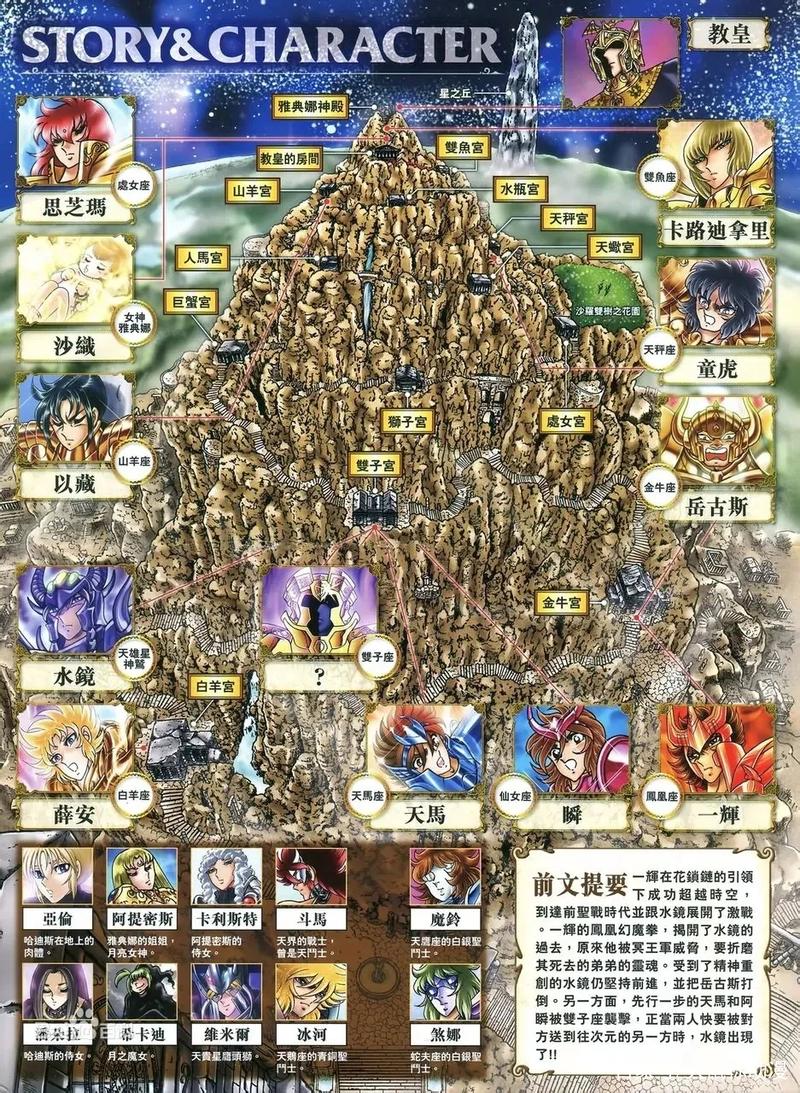 STORY&CHARACTER
教皇
星之丘
雅典娜神殿
教皇的房間
雙魚宮
山羊宮
水瓶宮
天秤宮
人馬宮
天蠍宮
巨蟹宮
沙羅雙樹之花園
獅子宮
處女宮
雙子宮
金牛宮
白羊宮
處女座
思芝瑪
雙魚座
卡路迪拿里
女神
雅典娜
沙織
天秤座
童虎
山羊座
以藏
金牛座
岳古斯
天雄星
神鷲
水鏡
雙子座
?
白羊座
薛安
天馬座
天馬
仙女座
瞬
鳳凰座
一輝
亞倫
哈迪斯在地上的
肉體。
阿提密斯
雅典娜的姐姐，
月亮女神。
卡利斯特
阿提密斯的
侍女。
斗馬
天界的戰士，
曾是天鬥士。
魔鈴
天鷹座的白銀聖
鬥士。
哈迪斯的侍女。
卡迪
月之魔女。
維米爾
天貴星鷹頭獅。
冰河
天鵝座的青銅聖
鬥士。
煞娜
蛇夫座的白銀聖
鬥士。
前文提要
一輝在花鎖鏈的引領
下成功超越時空，
到達前聖戰時代並跟水鏡展開了激戰
。一輝的鳳凰幻魔拳，揭開了水鏡的
過去，原來他被冥王軍威脅，要折磨
其死去的弟弟的靈魂。受到了精神重
創的水鏡仍堅持前進，並把岳古斯打
倒。另一方面，先行一步的天馬和阿
瞬被雙子座襲擊，正當兩人快要被對
方送到往次元的另一方時，水鏡出現
了!!